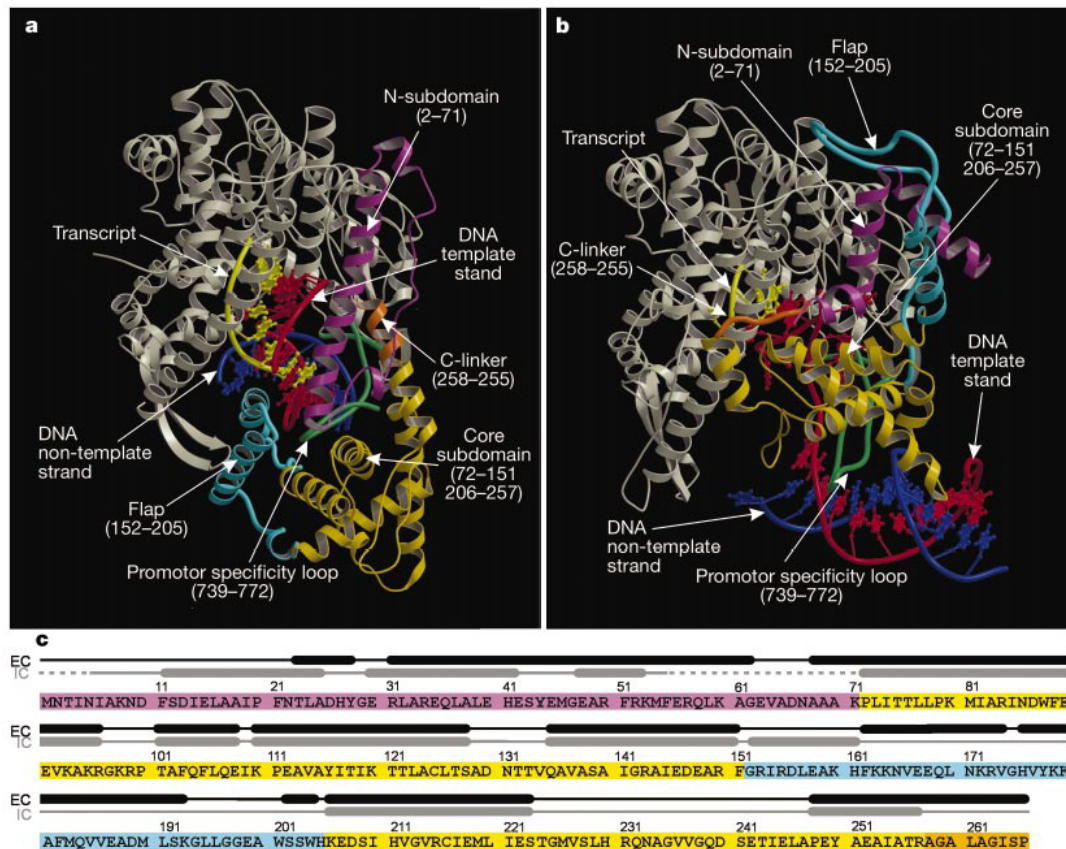 a
N-subdomain
(2–71)
Transcript
DNA
template
stand
C-linker
(258–255)
DNA
non-template
strand
Core
subdomain
(72–151
206–257)
Flap
(152–205)
Promotor specificity loop
(739–772)
b
Flap
(152–205)
N-subdomain
(2–71)
Core
subdomain
(72–151
206–257)
Transcript
C-linker
(258–255)
DNA
template
stand
DNA
non-template
strand
Promotor specificity loop
(739–772)
c
EC
IC
11 21 31 41 51 61 71 81
MNTINIAKND FSDIELAAIP FNTLADHYGE RLAREQLALE HESYEMGEAR FRKMFERQLK AGEVADNAAA KPLITTLLPK MIARINDWFE
EC
IC
101 111 121 131 141 151 161 171
EVKAKRGKRP TAFQFLQEIK PEAVAYITIK TTLACLTSAD NTTVQAVASA IGRAIEDEAR FGRIRDLEAK HFKKNVEEQL NKRVGHVYKK
EC
IC
191 201 211 221 231 241 251 261
AFMQVVEADM LSKGLLGGEA WSSWHKEDSI HVGVRCIEML IESTGMVSLH RQNAGVVGQD SETIELAPEY AEAIATRAGA LAGISP